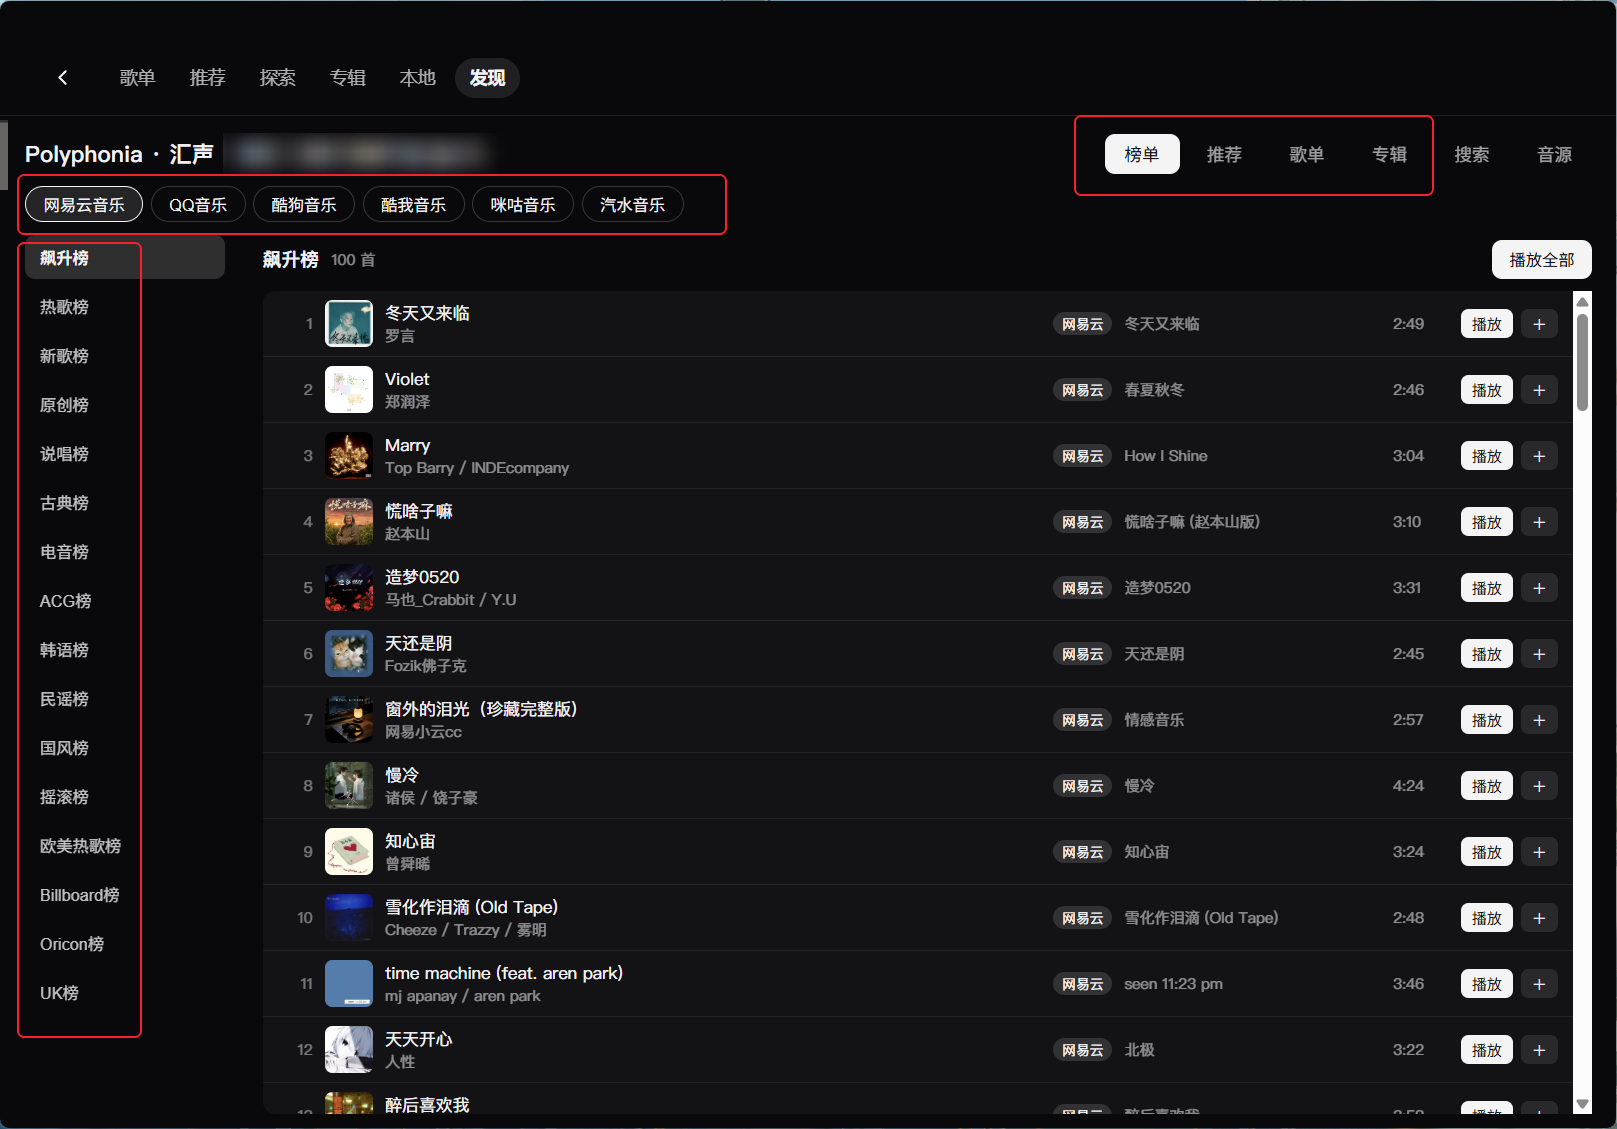 歌单 推荐 探索 专辑 本地 发现
Polyphonia · 汇声
榜单 推荐 歌单 专辑 搜索 音源
网易云音乐 QQ音乐 酷狗音乐 酷我音乐 咪咕音乐 汽水音乐
飙升榜
热歌榜
新歌榜
原创榜
说唱榜
古典榜
电音榜
ACG榜
韩语榜
民谣榜
国风榜
摇滚榜
欧美热歌榜
Billboard榜
Oricon榜
UK榜
飙升榜 100 首 播放全部
1 冬天又来临 网易云 冬天又来临 2:49 播放 +
罗言
2 Violet 网易云 春夏秋冬 2:46 播放 +
郑润泽
3 Marry 网易云 How I Shine 3:04 播放 +
Top Barry / INDEcompany
4 慌啥子嘛 网易云 慌啥子嘛 (赵本山版) 3:10 播放 +
赵本山
5 造梦0520 网易云 造梦0520 3:31 播放 +
马也_Crabbit / Y.U
6 天还是阴 网易云 天还是阴 2:45 播放 +
Fozik佛子克
7 窗外的泪光（珍藏完整版） 网易云 情感音乐 2:57 播放 +
网易小云cc
8 慢冷 网易云 慢冷 4:24 播放 +
诸侯 / 饶子豪
9 知心宙 网易云 知心宙 3:24 播放 +
曾舜晞
10 雪化作泪滴 (Old Tape) 网易云 雪化作泪滴 (Old Tape) 2:48 播放 +
Cheeze / Trazzy / 雾明
11 time machine (feat. aren park) 网易云 seen 11:23 pm 3:46 播放 +
mj apanay / aren park
12 天天开心 网易云 北极 3:22 播放 +
人性
醉后喜欢我